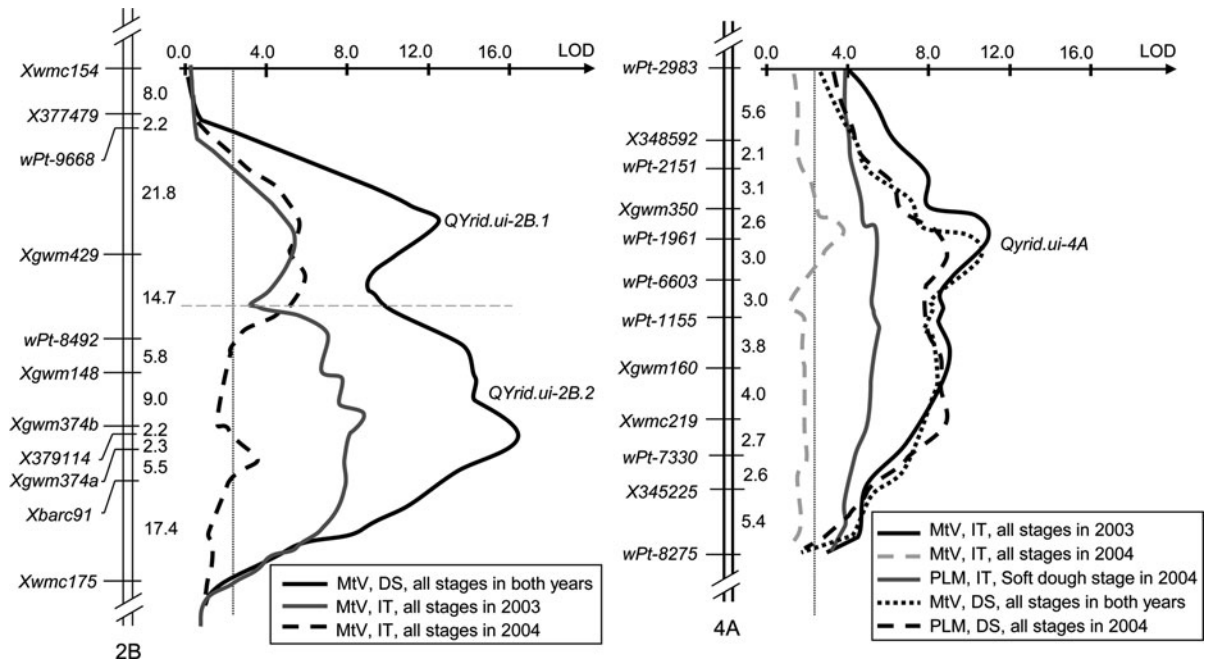 0.0 4.0 8.0 12.0 16.0 LOD
Xwmc154
8.0
X377479
2.2
wPt-9668
21.8
QYrid.ui-2B.1
Xgwm429
14.7
wPt-8492
5.8
Xgwm148
9.0
QYrid.ui-2B.2
Xgwm374b
2.2
X379114
2.3
Xgwm374a
5.5
Xbarc91
17.4
Xwmc175
MtV, DS, all stages in both years
MtV, IT, all stages in 2003
MtV, IT, all stages in 2004
2B
0.0 4.0 8.0 12.0 16.0 LOD
wPt-2983
5.6
X348592
2.1
wPt-2151
3.1
Xgwm350
2.6
wPt-1961
Qyrid.ui-4A
3.0
wPt-6603
3.0
wPt-1155
3.8
Xgwm160
4.0
Xwmc219
2.7
wPt-7330
2.6
X345225
5.4
wPt-8275
MtV, IT, all stages in 2003
MtV, IT, all stages in 2004
PLM, IT, Soft dough stage in 2004
MtV, DS, all stages in both years
PLM, DS, all stages in 2004
4A